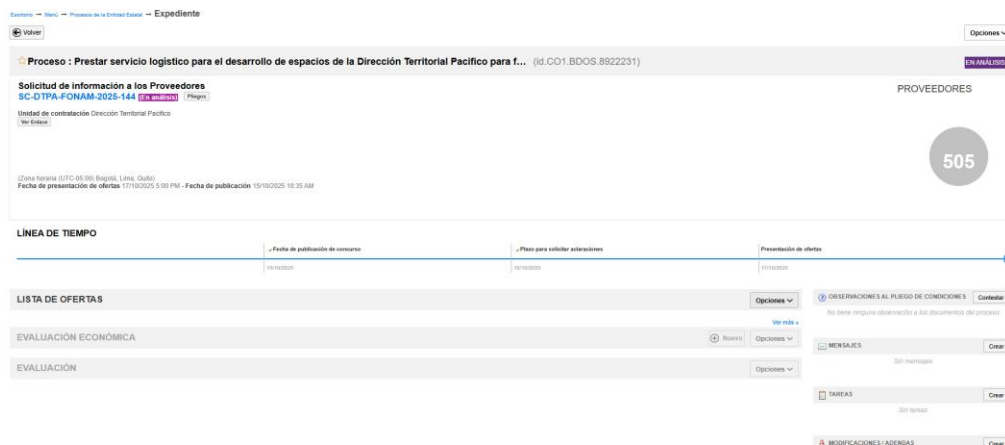 Escritorio → Menú → Procesos de la Entidad Estatal → Expediente
Volver
Opciones
Proceso : Prestar servicio logístico para el desarrollo de espacios de la Dirección Territorial Pacifico para f... (id.CO1.BDOS.8922231)
EN ANÁLISIS
Solicitud de información a los Proveedores
SC-DTPA-FONAM-2025-144 (En análisis) Pliegos
PROVEEDORES
Unidad de contratación Dirección Territorial Pacifico
Ver Enlace
505
(Zona horaria (UTC-05:00) Bogotá, Lima, Quito)
Fecha de presentación de ofertas 17/10/2025 5:00 PM - Fecha de publicación 15/10/2025 10:35 AM
LÍNEA DE TIEMPO
Fecha de publicación de concurso
Plazo para solicitar aclaraciones
Presentación de ofertas
15/10/2025
17/10/2025
LISTA DE OFERTAS
Opciones
Ver más »
EVALUACIÓN ECONÓMICA
Nuevo
Opciones
EVALUACIÓN
Opciones
OBSERVACIONES AL PLIEGO DE CONDICIONES
Contestar
No tiene ninguna observación a los documentos del proceso
MENSAJES
Crear
Sin mensajes
TAREAS
Crear
Sin tareas
MODIFICACIONES / ADENDAS
Crear